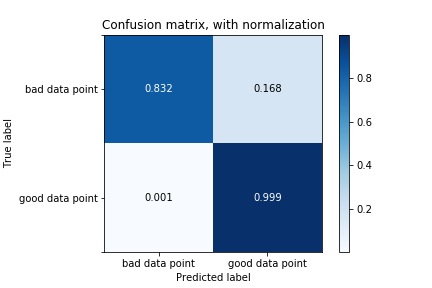 Confusion matrix, with normalization
True label
bad data point
0.832
0.168
0.8
0.6
0.4
0.2
good data point
0.001
0.999
bad data point
good data point
Predicted label